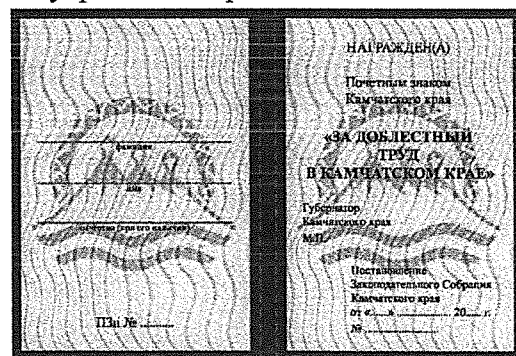 фамилия
имя
отчество (при его наличии)
ПЗц № ..........
НАГРАЖДЕН(А)
Почетным знаком
Камчатского края
«ЗА ДОБЛЕСТНЫЙ
ТРУД
В КАМЧАТСКОМ КРАЕ»
Губернатор
Камчатского края
М.П.
Постановление
Законодательного Собрания
Камчатского края
от «.....» .................. 20..... г.
№ ....................